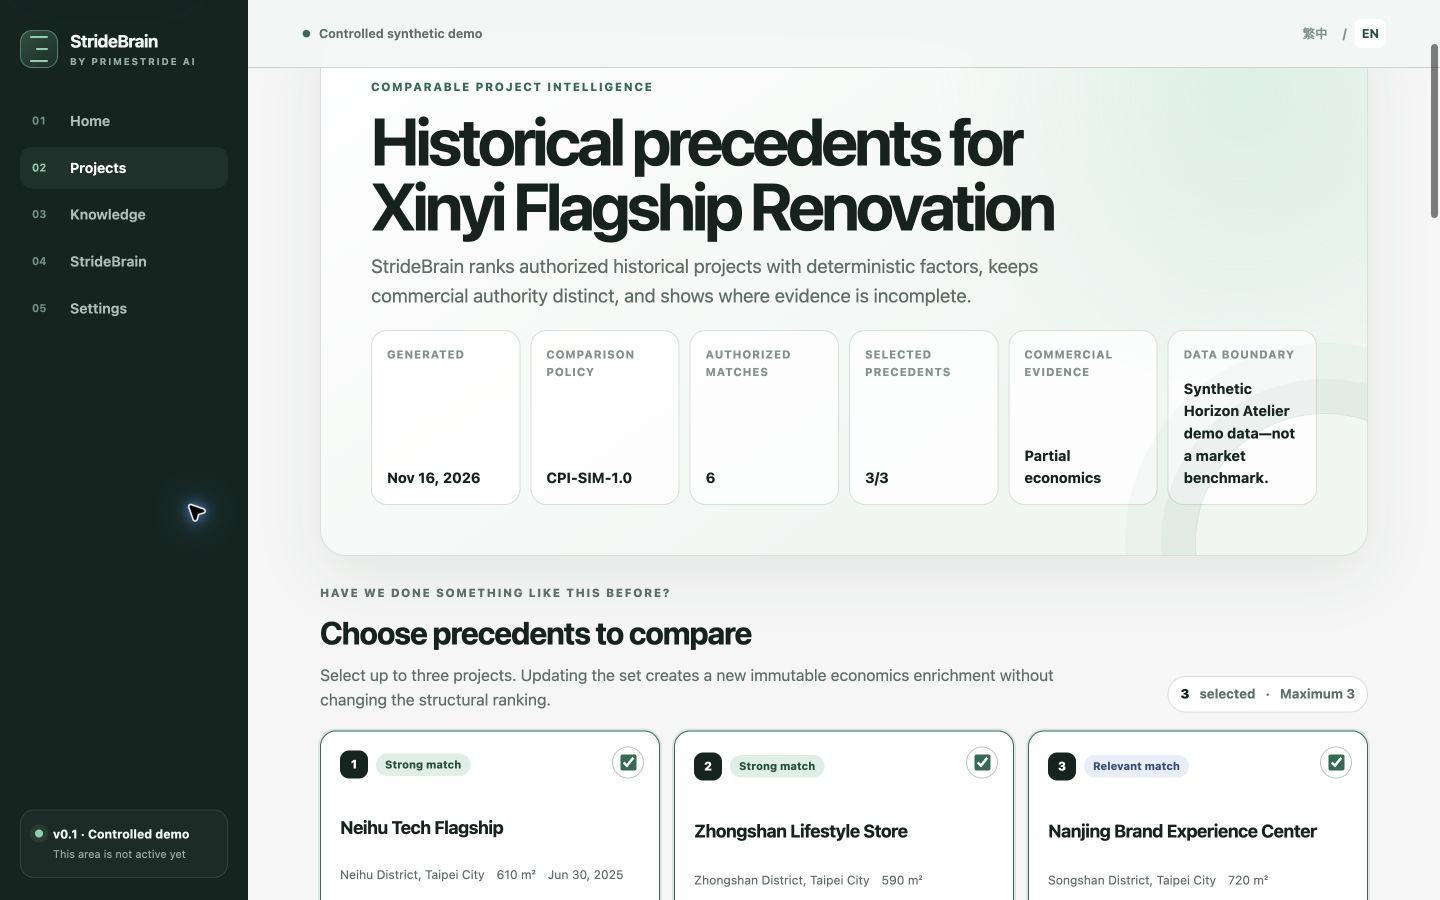 StrideBrain
BY PRIMESTRIDE AI
01 Home
02 Projects
03 Knowledge
04 StrideBrain
05 Settings
v0.1 · Controlled demo
This area is not active yet
Controlled synthetic demo
繁中 / EN
COMPARABLE PROJECT INTELLIGENCE
Historical precedents for
Xinyi Flagship Renovation
StrideBrain ranks authorized historical projects with deterministic factors, keeps
commercial authority distinct, and shows where evidence is incomplete.
GENERATED
Nov 16, 2026
COMPARISON
POLICY
CPI-SIM-1.0
AUTHORIZED
MATCHES
6
SELECTED
PRECEDENTS
3/3
COMMERCIAL
EVIDENCE
Partial
economics
DATA BOUNDARY
Synthetic
Horizon Atelier
demo data—not
a market
benchmark.
HAVE WE DONE SOMETHING LIKE THIS BEFORE?
Choose precedents to compare
Select up to three projects. Updating the set creates a new immutable economics enrichment without
changing the structural ranking.
3 selected · Maximum 3
1 Strong match
Neihu Tech Flagship
Neihu District, Taipei City 610 m² Jun 30, 2025
2 Strong match
Zhongshan Lifestyle Store
Zhongshan District, Taipei City 590 m²
3 Relevant match
Nanjing Brand Experience Center
Songshan District, Taipei City 720 m²